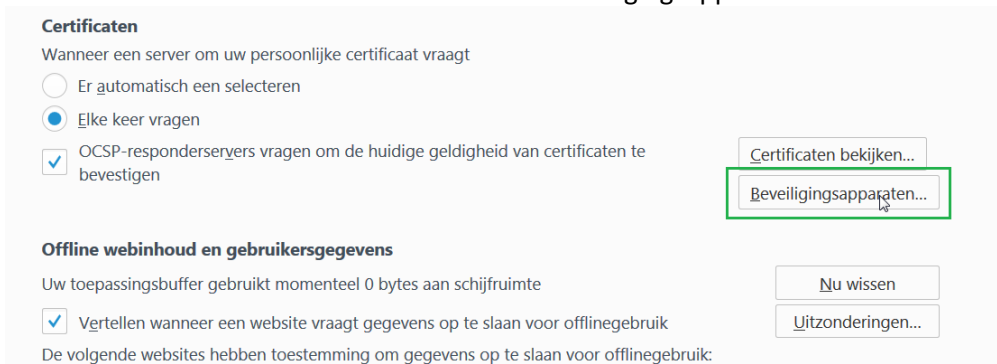 Certificaten
Wanneer een server om uw persoonlijke certificaat vraagt
Er automatisch een selecteren
Elke keer vragen
OCSP-responderservers vragen om de huidige geldigheid van certificaten te
bevestigen
Certificaten bekijken...
Beveiligingsapparaten...
Offline webinhoud en gebruikersgegevens
Uw toepassingsbuffer gebruikt momenteel 0 bytes aan schijfruimte
Nu wissen
Vertellen wanneer een website vraagt gegevens op te slaan voor offlinegebruik
Uitzonderingen...
De volgende websites hebben toestemming om gegevens op te slaan voor offlinegebruik: